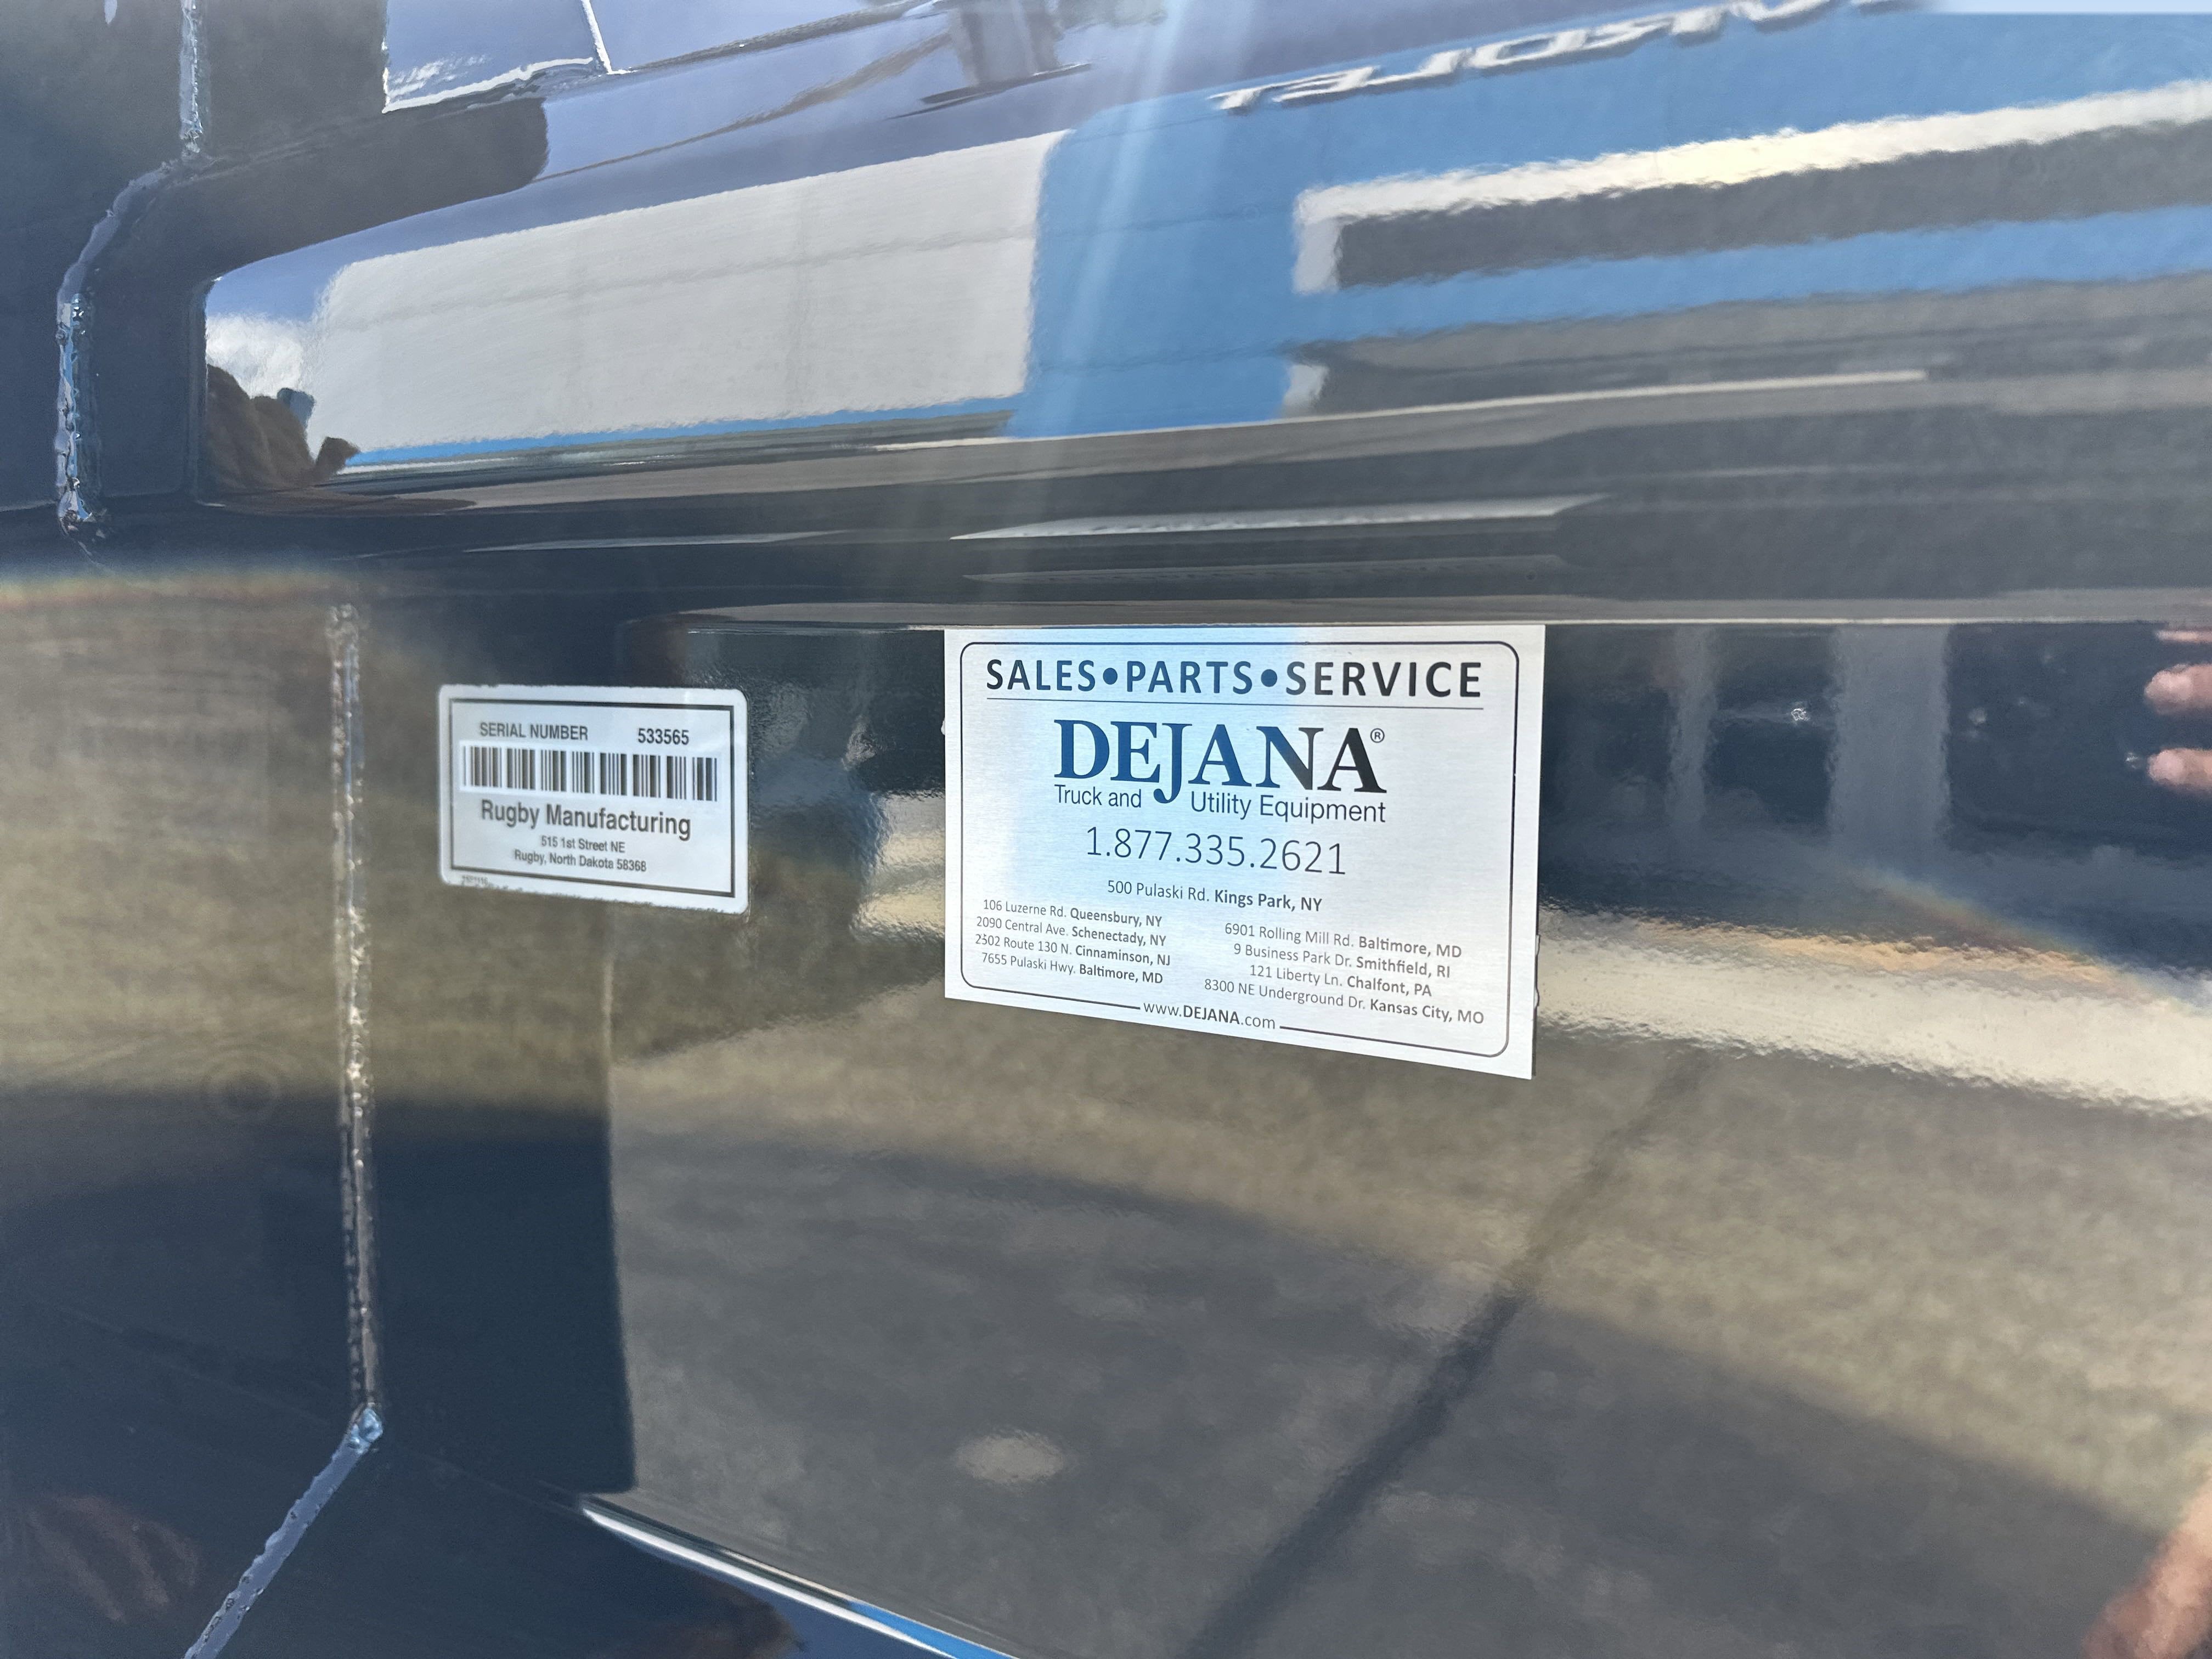 SERIAL NUMBER 533565
Rugby Manufacturing
515 1st Street NE
Rugby, North Dakota 58368
SALES•PARTS•SERVICE
DEJANA®
Truck and Utility Equipment
1.877.335.2621
500 Pulaski Rd. Kings Park, NY
106 Luzerne Rd. Queensbury, NY
2090 Central Ave. Schenectady, NY
2502 Route 130 N. Cinnaminson, NJ
7655 Pulaski Hwy. Baltimore, MD
6901 Rolling Mill Rd. Baltimore, MD
9 Business Park Dr. Smithfield, RI
121 Liberty Ln. Chalfont, PA
8300 NE Underground Dr. Kansas City, MO
www.DEJANA.com